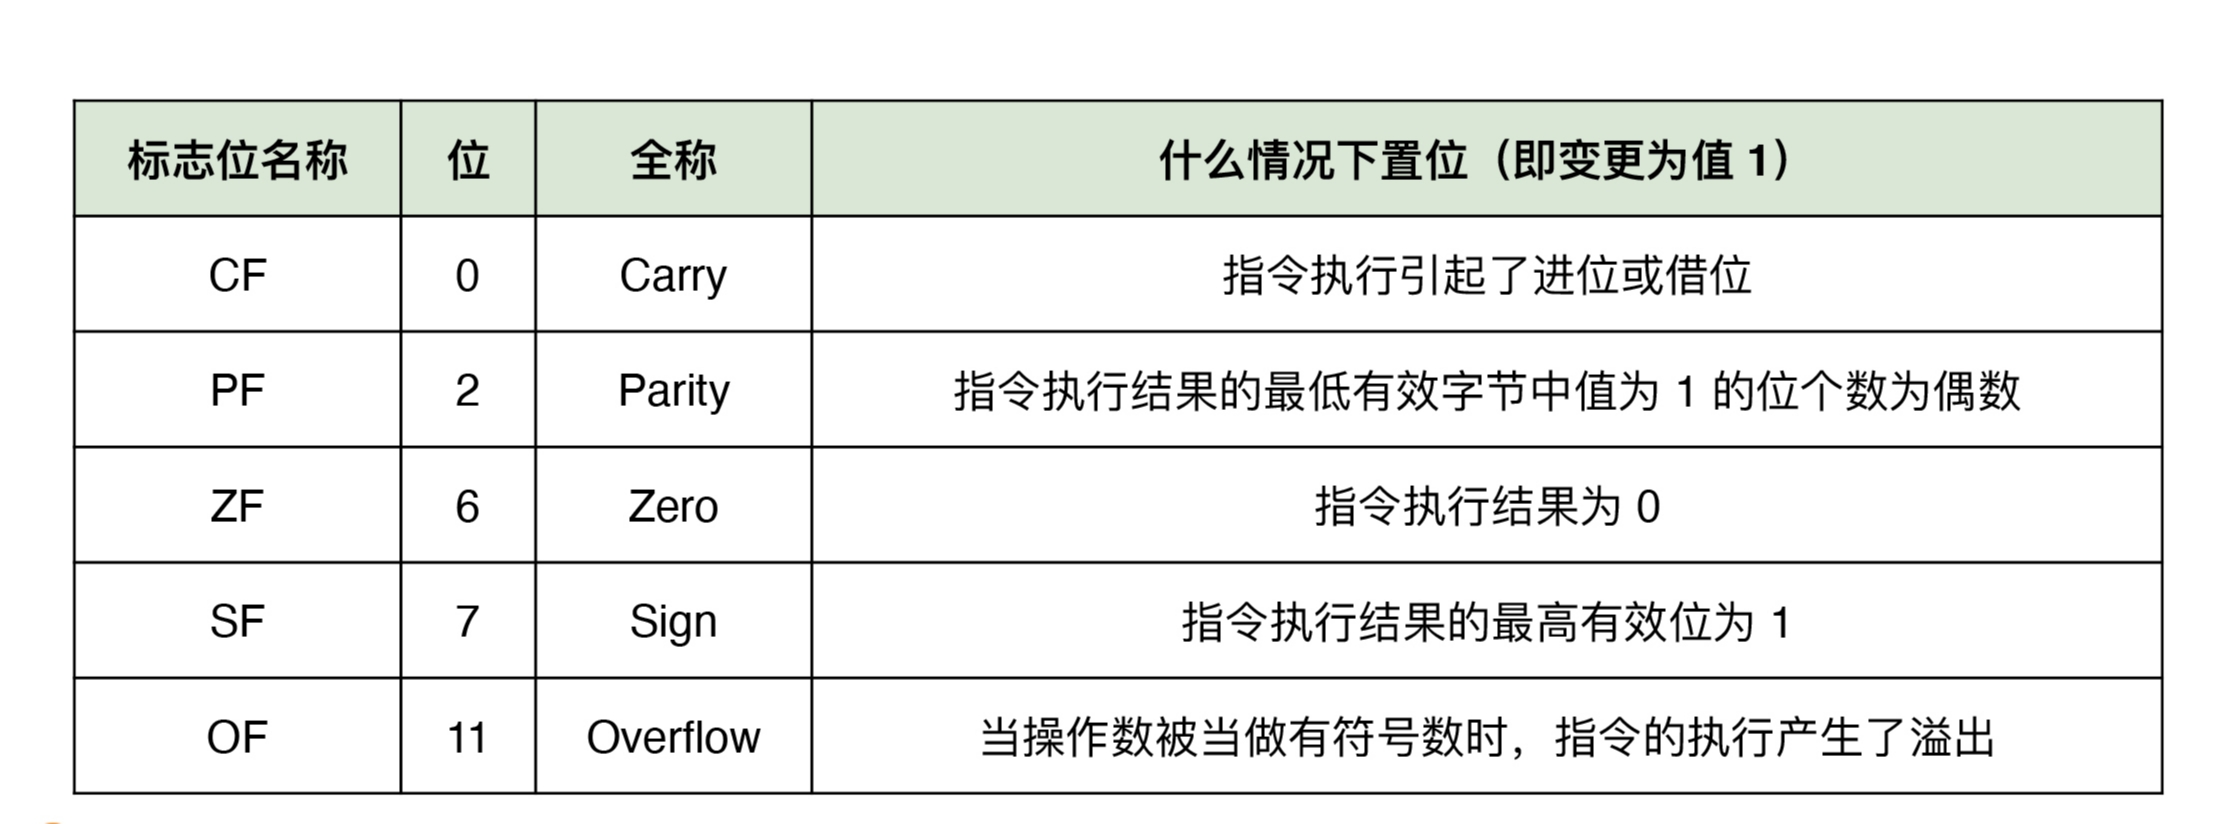 标志位名称 位 全称 什么情况下置位（即变更为值 1）
CF 0 Carry 指令执行引起了进位或借位
PF 2 Parity 指令执行结果的最低有效字节中值为 1 的位个数为偶数
ZF 6 Zero 指令执行结果为 0
SF 7 Sign 指令执行结果的最高有效位为 1
OF 11 Overflow 当操作数被当做有符号数时，指令的执行产生了溢出